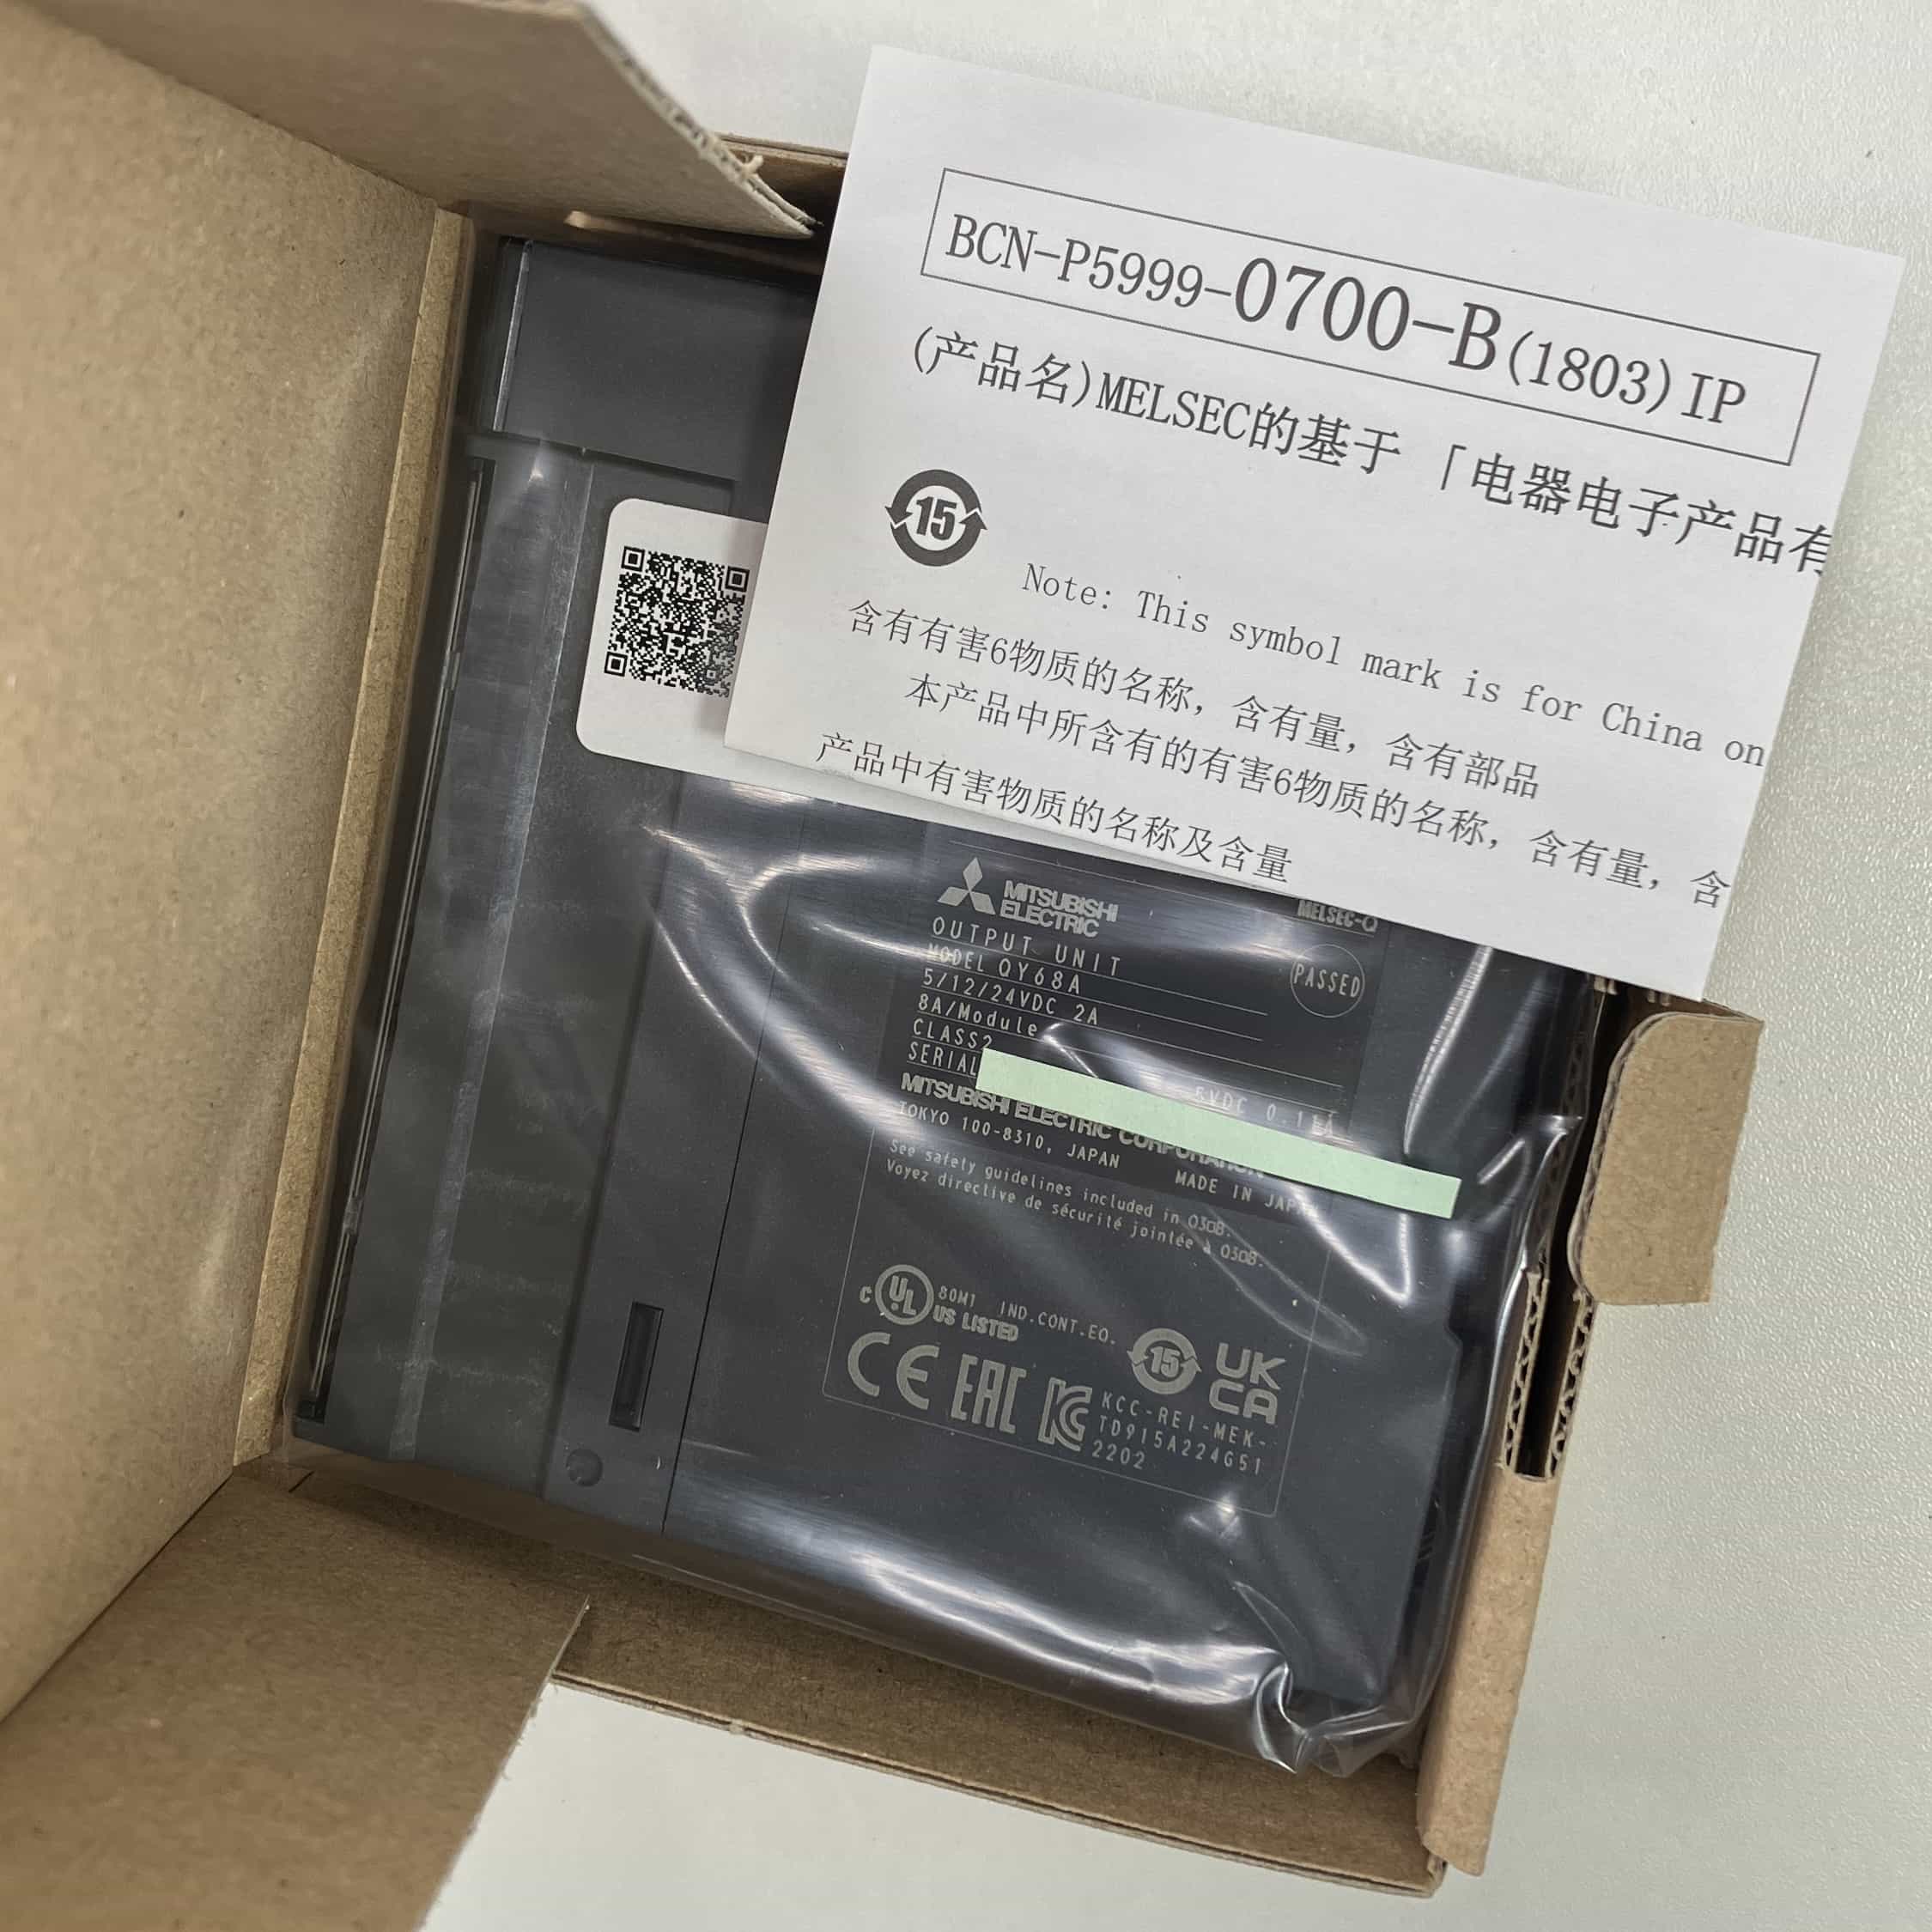 BCN-P5999-0700-B(1803)IP
(产品名)MELSEC的基于「电器电子产品有
15
Note: This symbol mark is for China on
含有有害6物质的名称，含有量，含有部品
本产品中所含有的有害6物质的名称，含有量，含
产品中有害物质的名称及含量
MITSUBISHI
ELECTRIC
MELSEC-Q
OUTPUT UNIT
PASSED
MODEL QY68A
5/12/24VDC 2A
8A/Module
CLASS2
5VDC 0.11A
SERIAL
MITSUBISHI ELECTRIC CORPORATION
TOKYO 100-8310, JAPAN
MADE IN JAPAN
See safety guidelines included in QJOB.
Voyez directive de sécurité jointée à
C UL US LISTED
80M1 IND.CONT.EQ.
15
UK
CA
CE EAC
KCC-REI-MEK-
TD915A224G51
2202